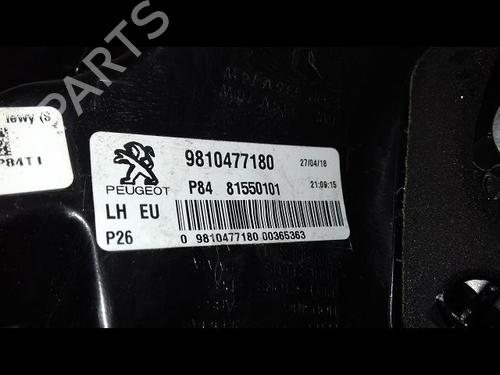 PARTS
lewy (S
P84T1
PEUGEOT
9810477180 27/04/18
P84 81550101 21:09:15
LH EU
P26
0 9810477180 00365363